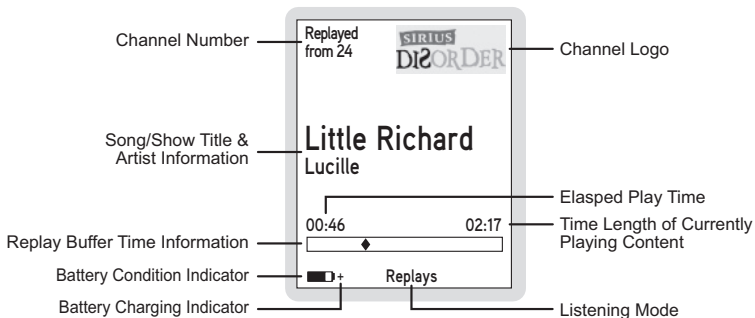 Channel Number
Replayed
from 24
SIRIUS
DISORDER
Channel Logo
Song/Show Title &
Artist Information
Little Richard
Lucille
Elasped Play Time
00:46
02:17
Time Length of Currently
Playing Content
Replay Buffer Time Information
Battery Condition Indicator
+
Replays
Battery Charging Indicator
Listening Mode